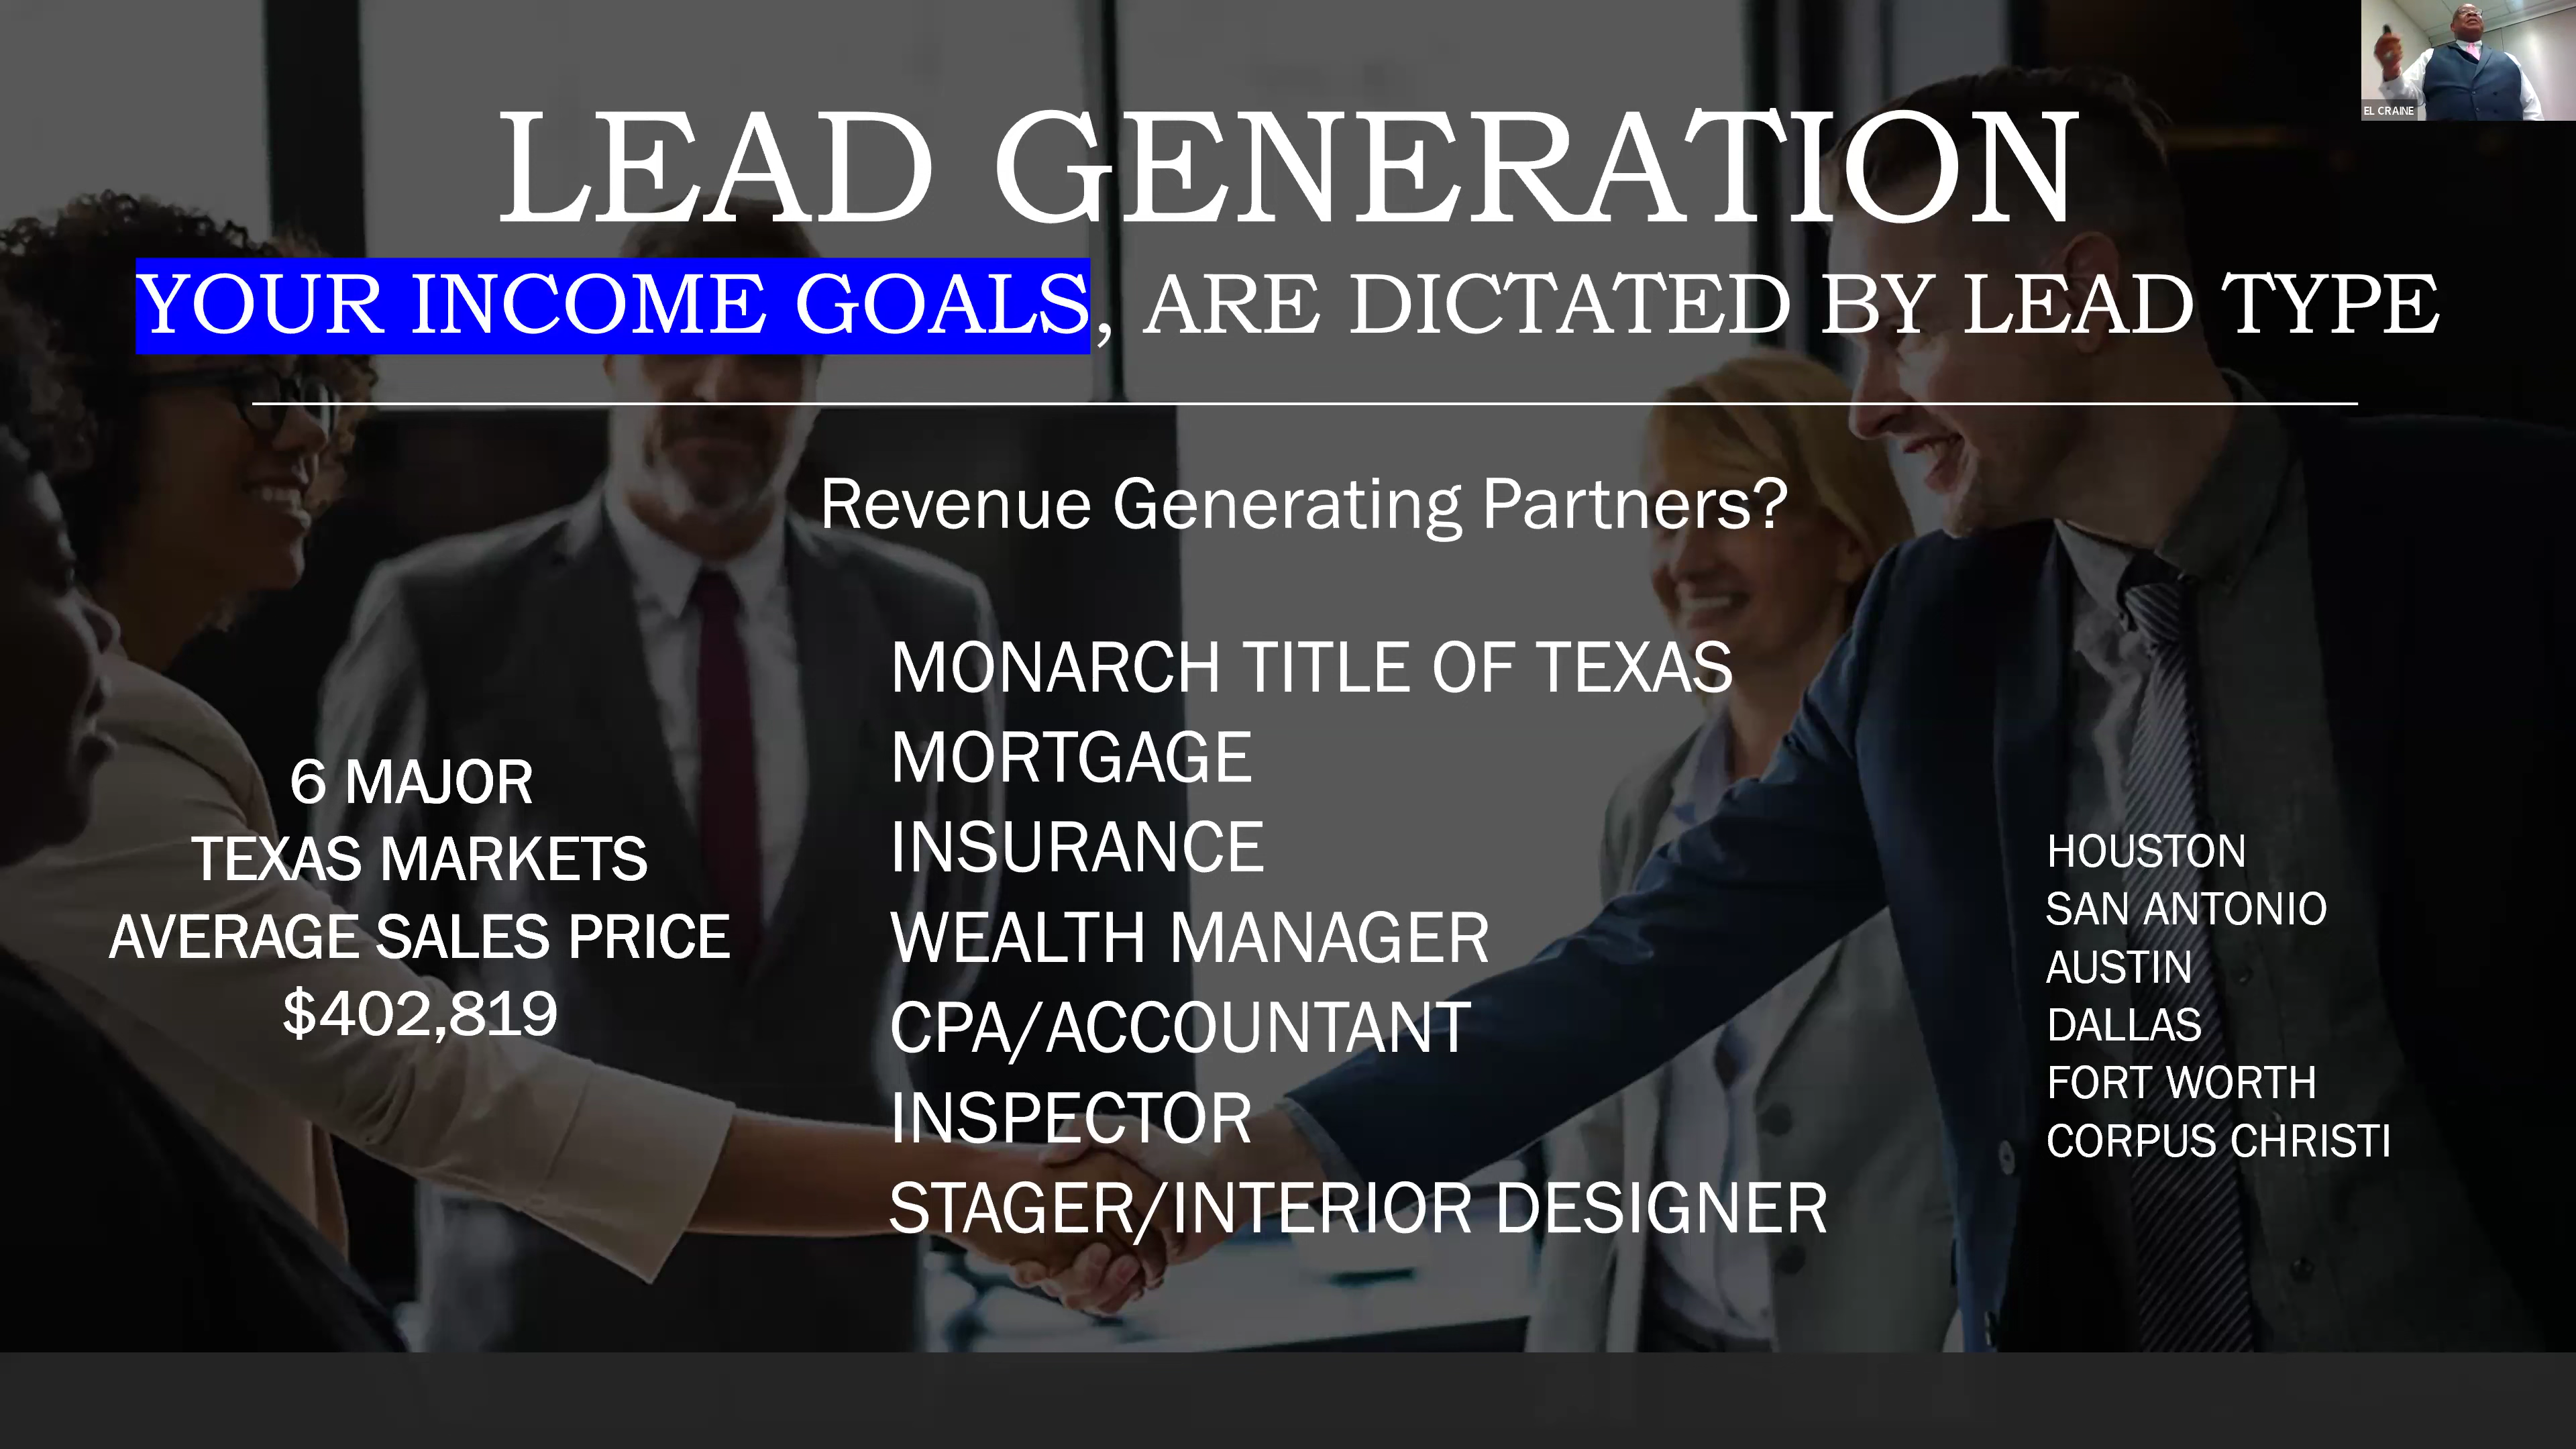 LEAD GENERATION
YOUR INCOME GOALS, ARE DICTATED BY LEAD TYPE
EL CRAINE
Revenue Generating Partners?
6 MAJOR
TEXAS MARKETS
AVERAGE SALES PRICE
$402,819
MONARCH TITLE OF TEXAS
MORTGAGE
INSURANCE
WEALTH MANAGER
CPA/ACCOUNTANT
INSPECTOR
STAGER/INTERIOR DESIGNER
HOUSTON
SAN ANTONIO
AUSTIN
DALLAS
FORT WORTH
CORPUS CHRISTI